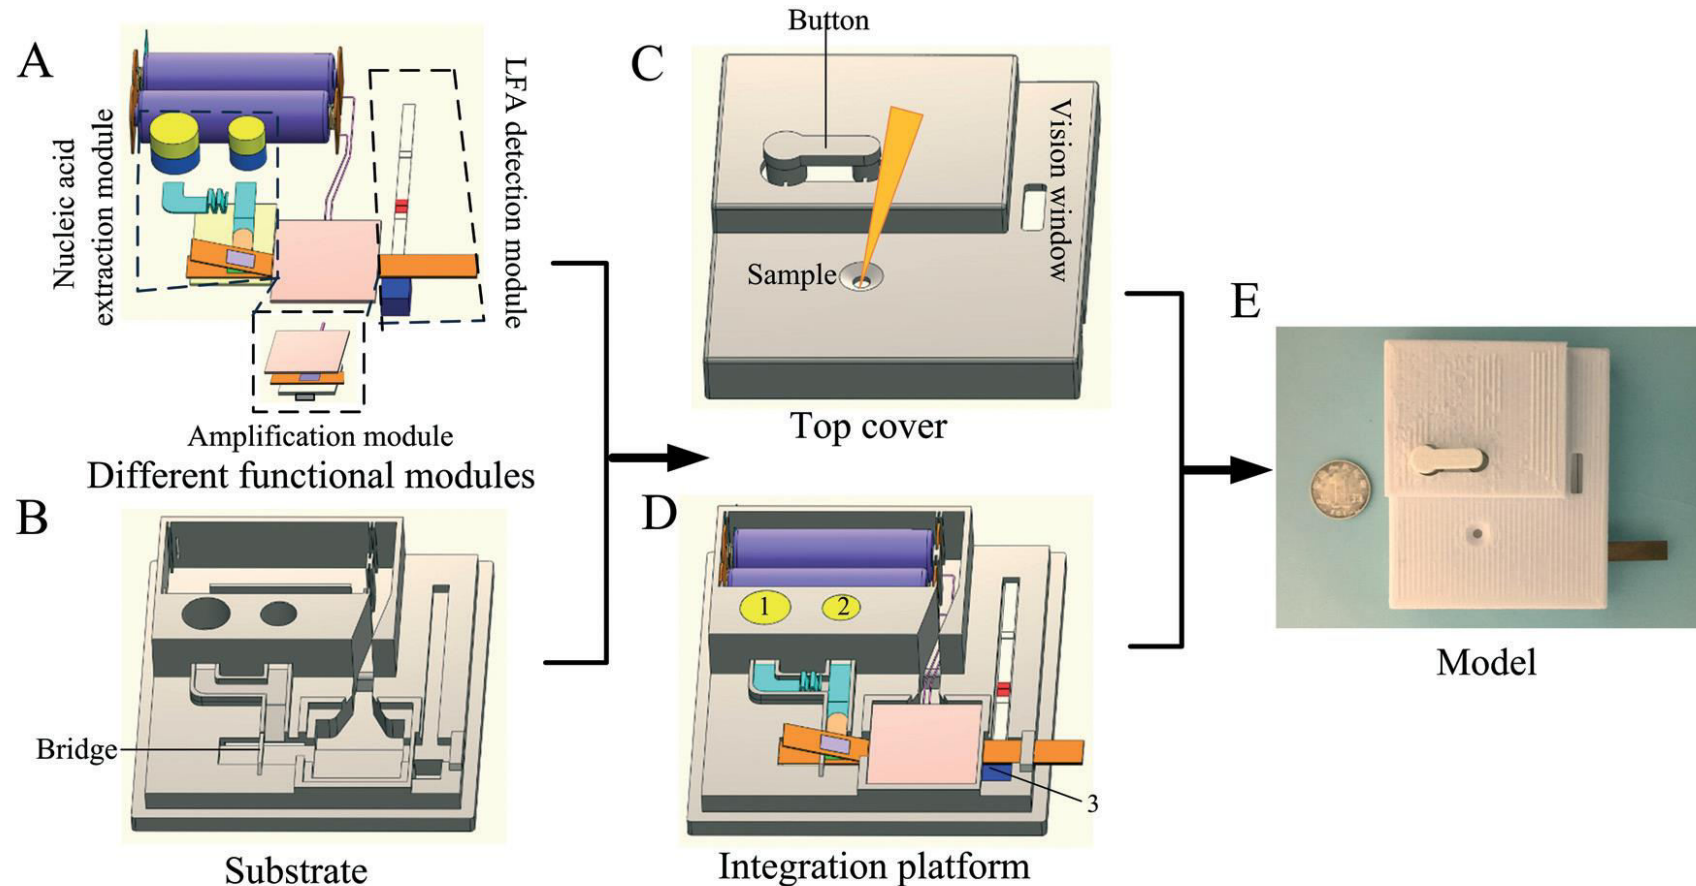 A
Nucleic acid
extraction module
LFA detection module
Amplification module
Different functional modules
B
Bridge
Substrate
Button
C
Sample
Vision window
Top cover
D
1
2
3
Integration platform
E
Model